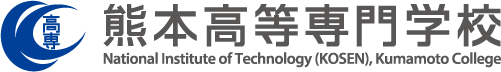 高専
熊本高等専門学校
National Institute of Technology (KOSEN), Kumamoto College